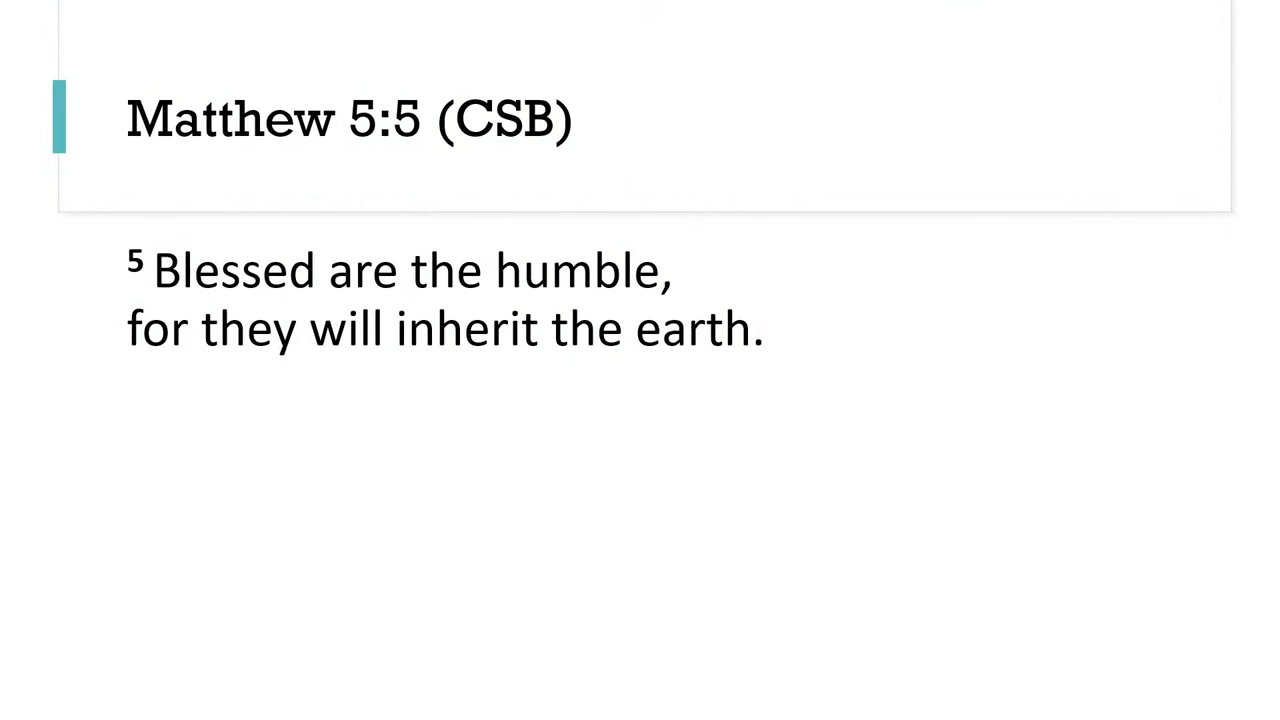 Matthew 5:5 (CSB)
5 Blessed are the humble,
for they will inherit the earth.